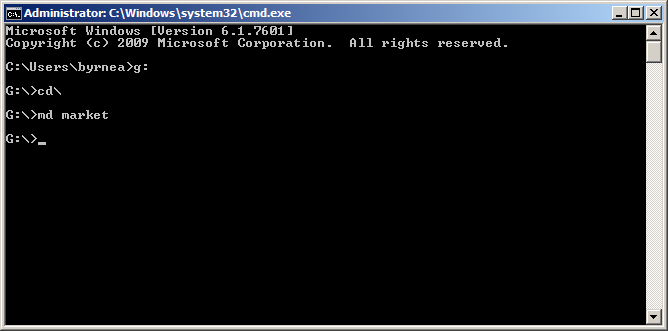 Administrator: C:\Windows\system32\cmd.exe
Microsoft Windows [Version 6.1.7601]
Copyright (c) 2009 Microsoft Corporation.  All rights reserved.
C:\Users\byrnea>g:
G:\>cd\
G:\>md market
G:\>_